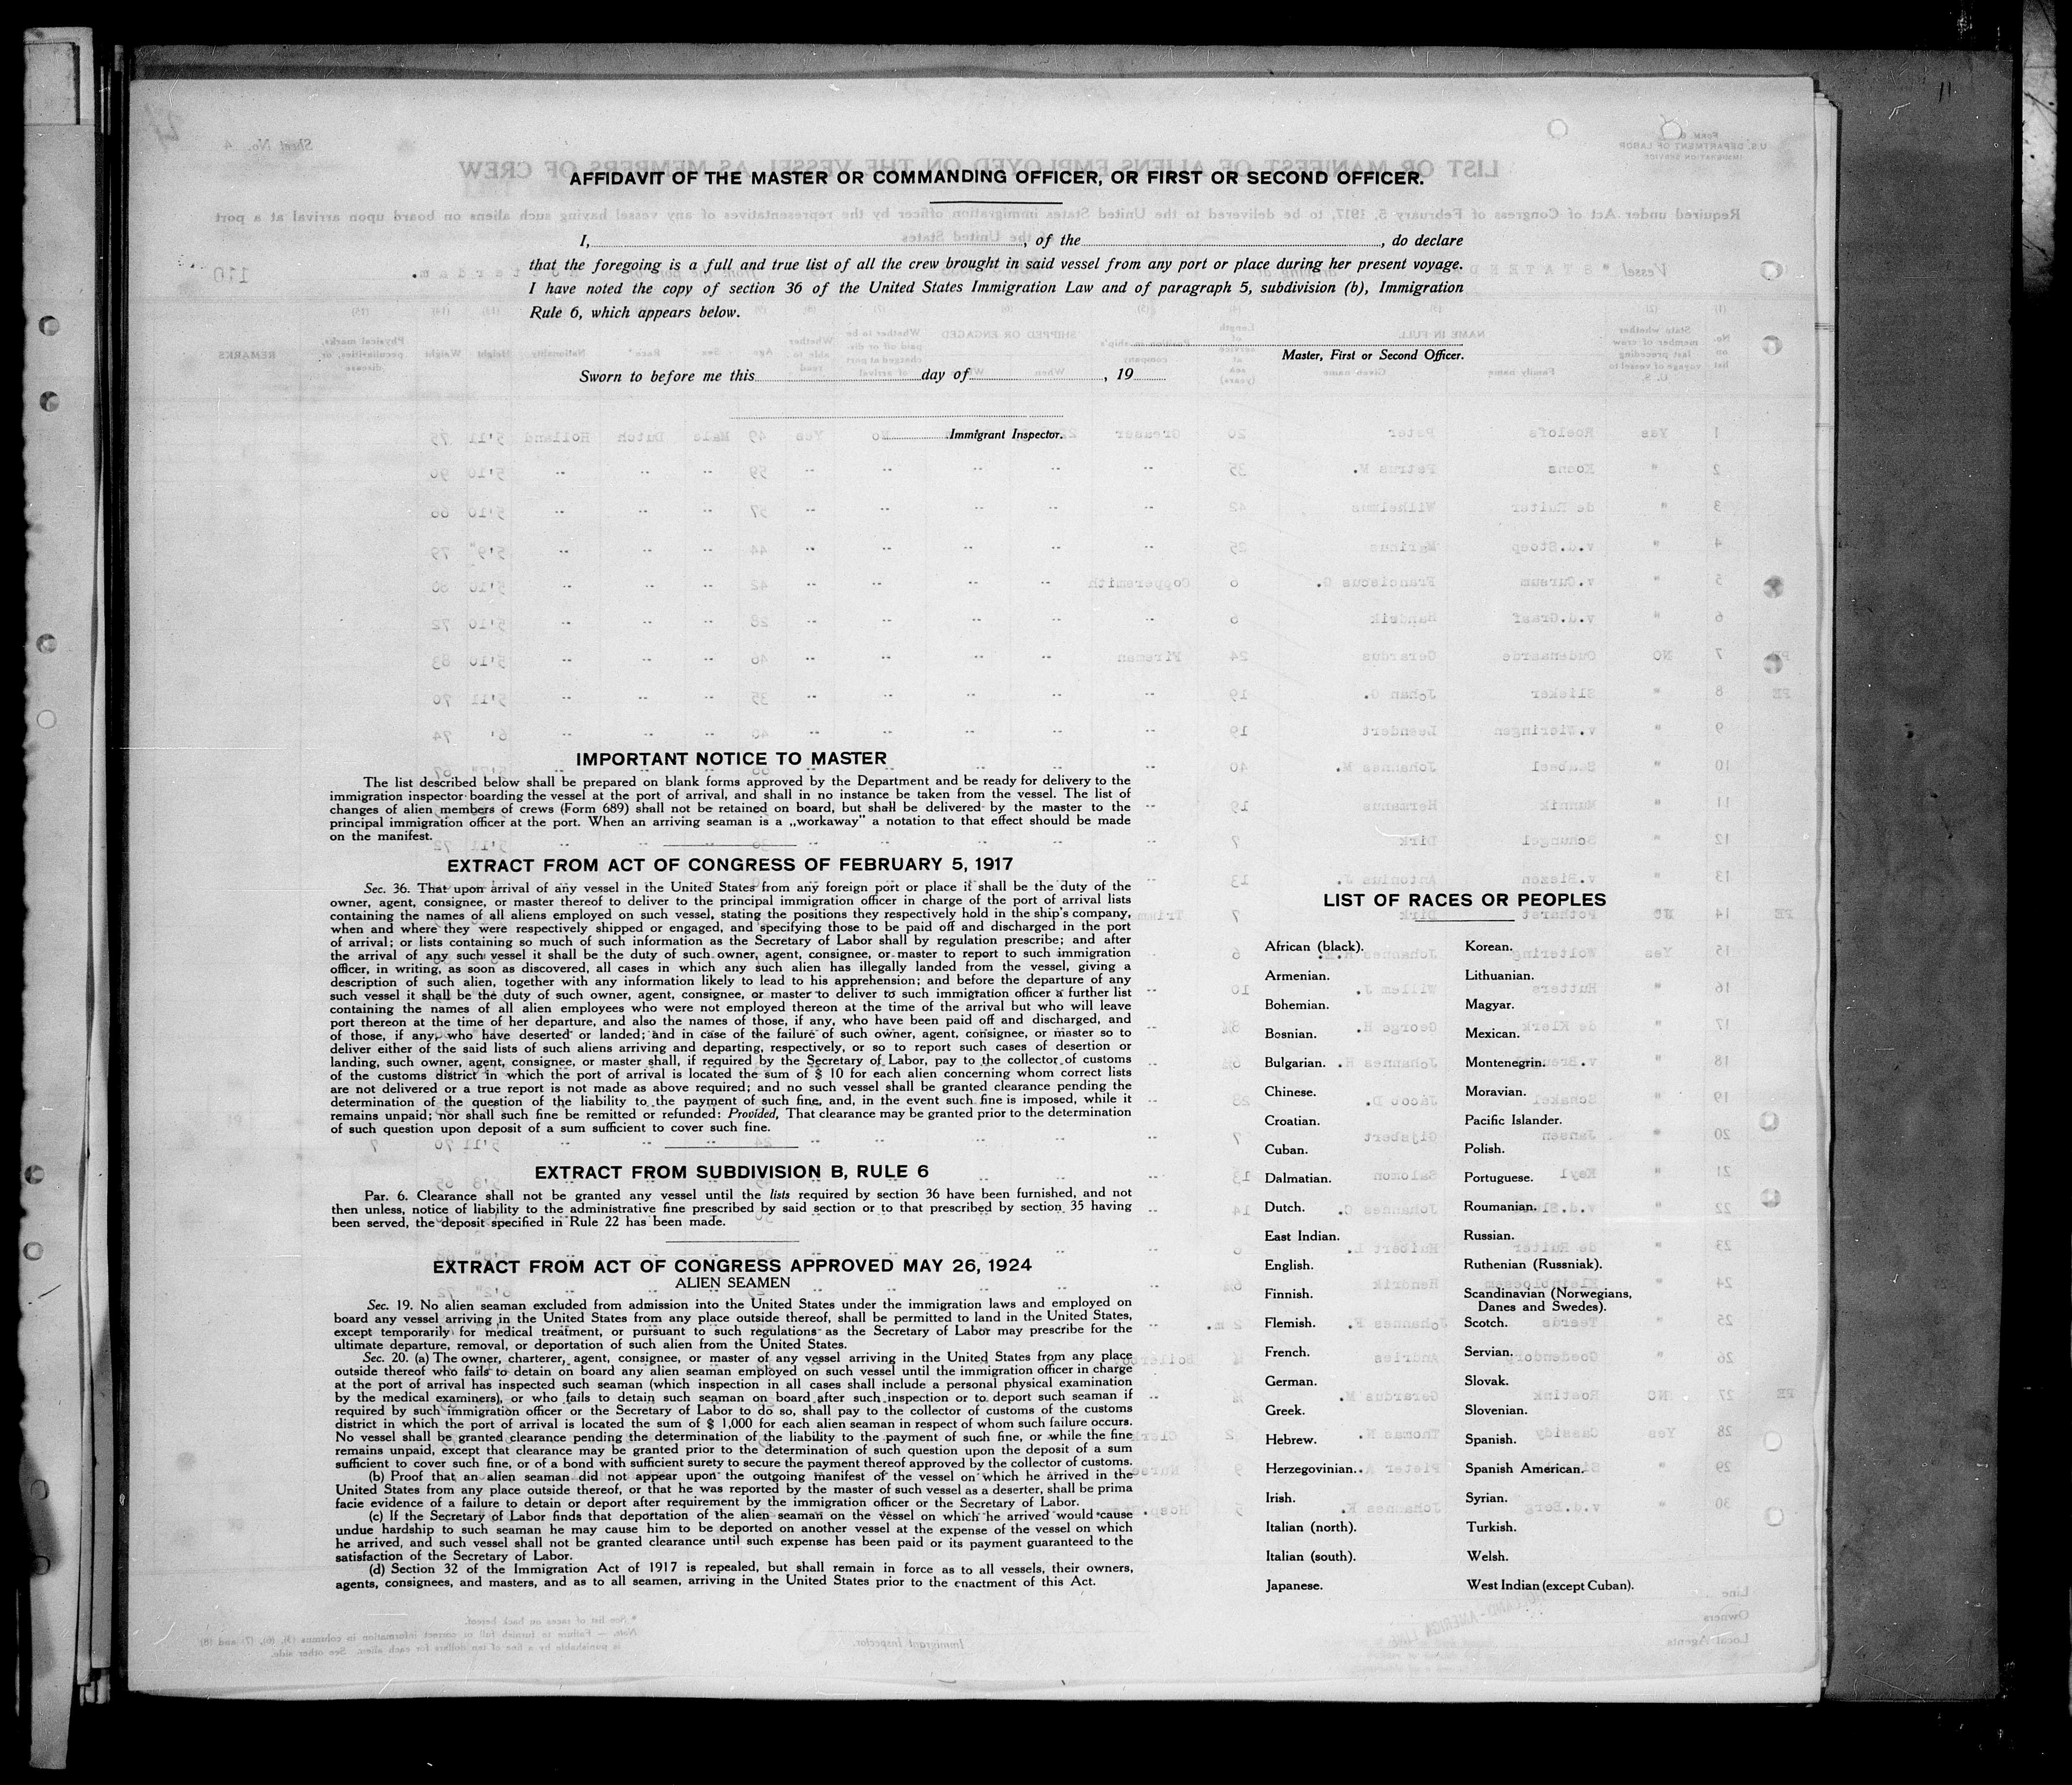 AFFIDAVIT OF THE MASTER OR COMMANDING OFFICER, OR FIRST OR SECOND OFFICER.
I, , of the , do declare
that the foregoing is a full and true list of all the crew brought in said vessel from any port or place during her present voyage.
I have noted the copy of section 36 of the United States Immigration Law and of paragraph 5, subdivision (b), Immigration
Rule 6, which appears below.
Master, First or Second Officer.
Sworn to before me this day of , 19
Immigrant Inspector.
IMPORTANT NOTICE TO MASTER
The list described below shall be prepared on blank forms approved by the Department and be ready for delivery to the
immigration inspector boarding the vessel at the port of arrival, and shall in no instance be taken from the vessel. The list of
changes of alien members of crews (Form 689) shall not be retained on board, but shall be delivered by the master to the
principal immigration officer at the port. When an arriving seaman is a „workaway” a notation to that effect should be made
on the manifest.
EXTRACT FROM ACT OF CONGRESS OF FEBRUARY 5, 1917
Sec. 36. That upon arrival of any vessel in the United States from any foreign port or place it shall be the duty of the
owner, agent, consignee, or master thereof to deliver to the principal immigration officer in charge of the port of arrival lists
containing the names of all aliens employed on such vessel, stating the positions they respectively hold in the ship's company,
when and where they were respectively shipped or engaged, and specifying those to be paid off and discharged in the port
of arrival; or lists containing so much of such information as the Secretary of Labor shall by regulation prescribe; and after
the arrival of any such vessel it shall be the duty of such owner, agent, consignee, or master to report to such immigration
officer, in writing, as soon as discovered, all cases in which any such alien has illegally landed from the vessel, giving a
description of such alien, together with any information likely to lead to his apprehension; and before the departure of any
such vessel it shall be the duty of such owner, agent, consignee, or master to deliver to such immigration officer a further list
containing the names of all alien employees who were not employed thereon at the time of the arrival but who will leave
port thereon at the time of her departure, and also the names of those, if any, who have been paid off and discharged, and
of those, if any, who have deserted or landed; and in case of the failure of such owner, agent, consignee, or master so to
deliver either of the said lists of such aliens arriving and departing, respectively, or so to report such cases of desertion or
landing, such owner, agent, consignee, or master shall, if required by the Secretary of Labor, pay to the collector of customs
of the customs district in which the port of arrival is located the sum of $ 10 for each alien concerning whom correct lists
are not delivered or a true report is not made as above required; and no such vessel shall be granted clearance pending the
determination of the question of the liability to the payment of such fine, and, in the event such fine is imposed, while it
remains unpaid; nor shall such fine be remitted or refunded: Provided, That clearance may be granted prior to the determination
of such question upon deposit of a sum sufficient to cover such fine.
EXTRACT FROM SUBDIVISION B, RULE 6
Par. 6. Clearance shall not be granted any vessel until the lists required by section 36 have been furnished, and not
then unless, notice of liability to the administrative fine prescribed by said section or to that prescribed by section 35 having
been served, the deposit specified in Rule 22 has been made.
EXTRACT FROM ACT OF CONGRESS APPROVED MAY 26, 1924
ALIEN SEAMEN
Sec. 19. No alien seaman excluded from admission into the United States under the immigration laws and employed on
board any vessel arriving in the United States from any place outside thereof, shall be permitted to land in the United States,
except temporarily for medical treatment, or pursuant to such regulations as the Secretary of Labor may prescribe for the
ultimate departure, removal, or deportation of such alien from the United States.
Sec. 20. (a) The owner, charterer, agent, consignee, or master of any vessel arriving in the United States from any place
outside thereof who fails to detain on board any alien seaman employed on such vessel until the immigration officer in charge
at the port of arrival has inspected such seaman (which inspection in all cases shall include a personal physical examination
by the medical examiners), or who fails to detain such seaman on board after such inspection or to deport such seaman if
required by such immigration officer or the Secretary of Labor to do so, shall pay to the collector of customs of the customs
district in which the port of arrival is located the sum of $ 1,000 for each alien seaman in respect of whom such failure occurs.
No vessel shall be granted clearance pending the determination of the liability to the payment of such fine, or while the fine
remains unpaid, except that clearance may be granted prior to the determination of such question upon the deposit of a sum
sufficient to cover such fine, or of a bond with sufficient surety to secure the payment thereof approved by the collector of customs.
(b) Proof that an alien seaman did not appear upon the outgoing manifest of the vessel on which he arrived in the
United States from any place outside thereof, or that he was reported by the master of such vessel as a deserter, shall be prima
facie evidence of a failure to detain or deport after requirement by the immigration officer or the Secretary of Labor.
(c) If the Secretary of Labor finds that deportation of the alien seaman on the vessel on which he arrived would cause
undue hardship to such seaman he may cause him to be deported on another vessel at the expense of the vessel on which
he arrived, and such vessel shall not be granted clearance until such expense has been paid or its payment guaranteed to the
satisfaction of the Secretary of Labor.
(d) Section 32 of the Immigration Act of 1917 is repealed, but shall remain in force as to all vessels, their owners,
agents, consignees, and masters, and as to all seamen, arriving in the United States prior to the enactment of this Act.
LIST OF RACES OR PEOPLES
African (black).
Armenian.
Bohemian.
Bosnian.
Bulgarian.
Chinese.
Croatian.
Cuban.
Dalmatian.
Dutch.
East Indian.
English.
Finnish.
Flemish.
French.
German.
Greek.
Hebrew.
Herzegovinian.
Irish.
Italian (north).
Italian (south).
Japanese.
Korean.
Lithuanian.
Magyar.
Mexican.
Montenegrin.
Moravian.
Pacific Islander.
Polish.
Portuguese.
Roumanian.
Russian.
Ruthenian (Russniak).
Scandinavian (Norwegians,
Danes and Swedes).
Scotch.
Servian.
Slovak.
Slovenian.
Spanish.
Spanish American.
Syrian.
Turkish.
Welsh.
West Indian (except Cuban).